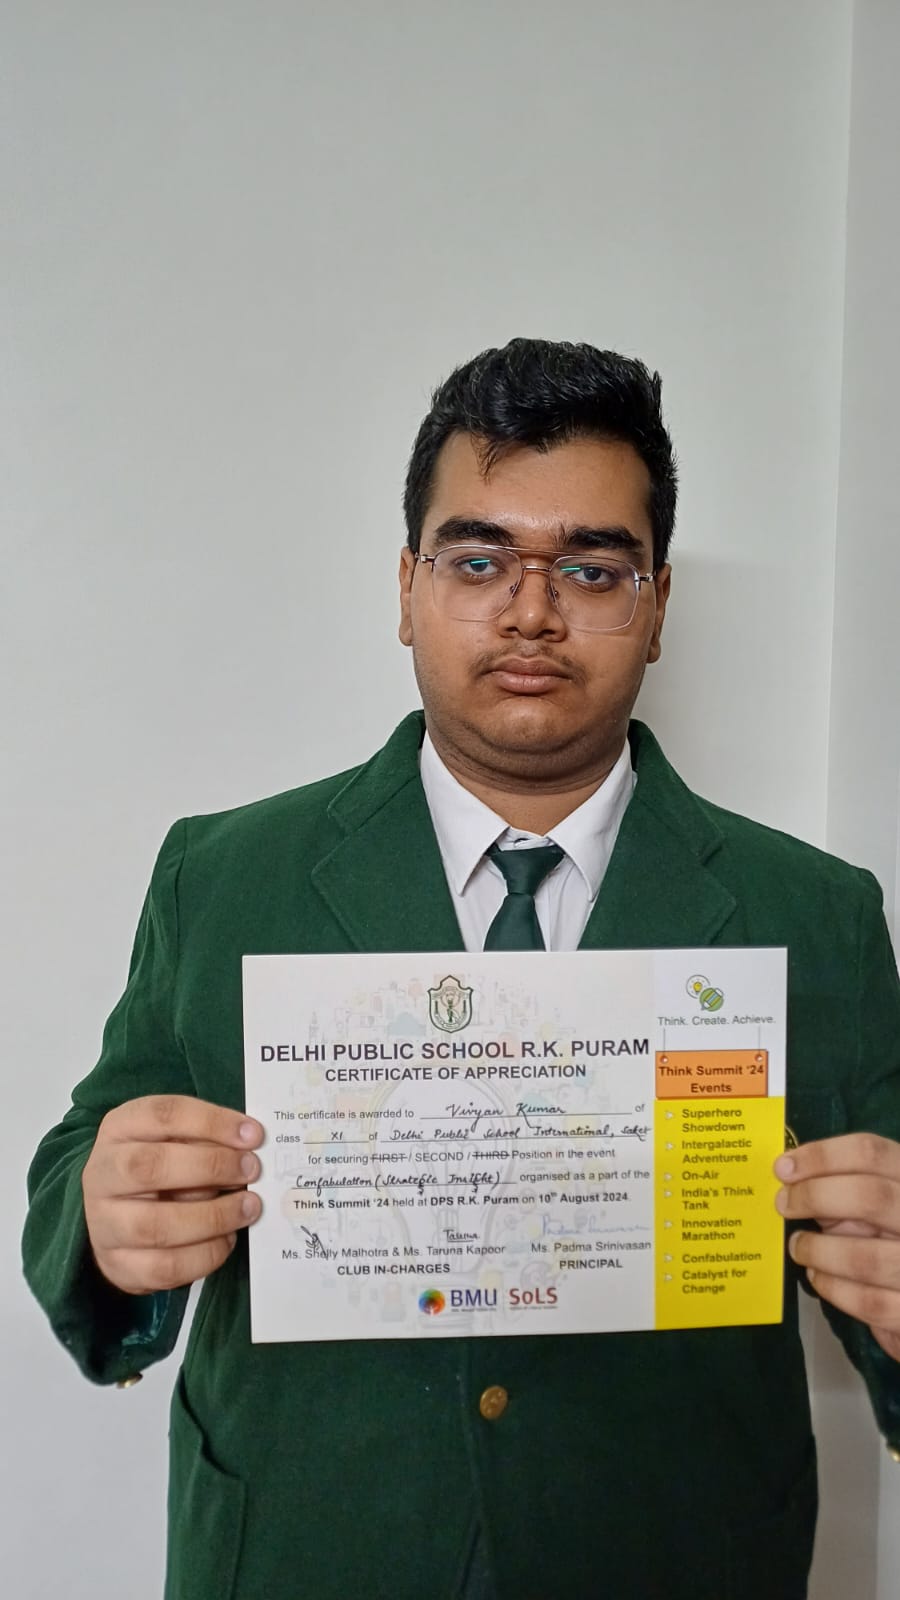 DELHI PUBLIC SCHOOL R.K. PURAM
CERTIFICATE OF APPRECIATION
This certificate is awarded to Vivyan Kumar of
class XI of Delhi Public School International, Saket
for securing FIRST / SECOND / THIRD Position in the event
Confabulation (Strategic Insight) organised as a part of the
Think Summit '24 held at DPS R.K. Puram on 10th August 2024.
Taruna
Ms. Shelly Malhotra & Ms. Taruna Kapoor
CLUB IN-CHARGES
Padma Srinivasan
Ms. Padma Srinivasan
PRINCIPAL
BMU SoLS
Think. Create. Achieve.
Think Summit '24
Events
Superhero
Showdown
Intergalactic
Adventures
On-Air
India's Think
Tank
Innovation
Marathon
Confabulation
Catalyst for
Change